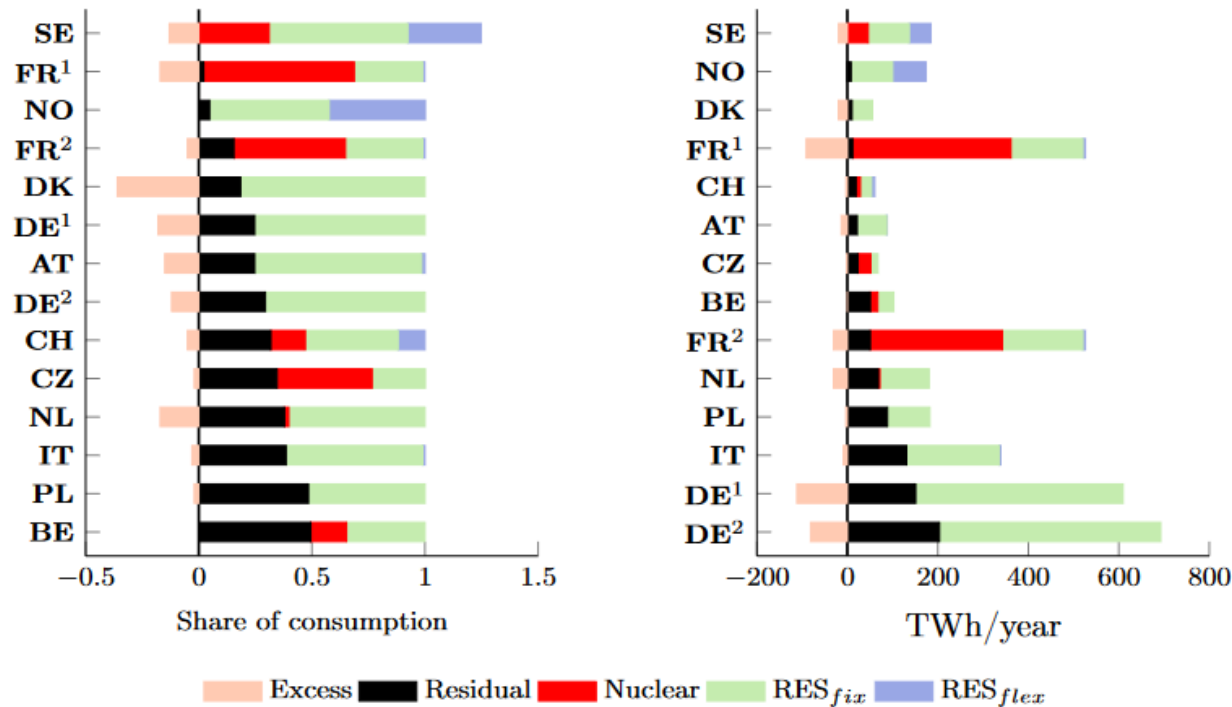 SE
FR¹
NO
FR²
DK
DE¹
AT
DE²
CH
CZ
NL
IT
PL
BE
−0.5 0 0.5 1 1.5
Share of consumption
SE
NO
DK
FR¹
CH
AT
CZ
BE
FR²
NL
PL
IT
DE¹
DE²
−200 0 200 400 600 800
TWh/year
Excess Residual Nuclear RES_fix RES_flex